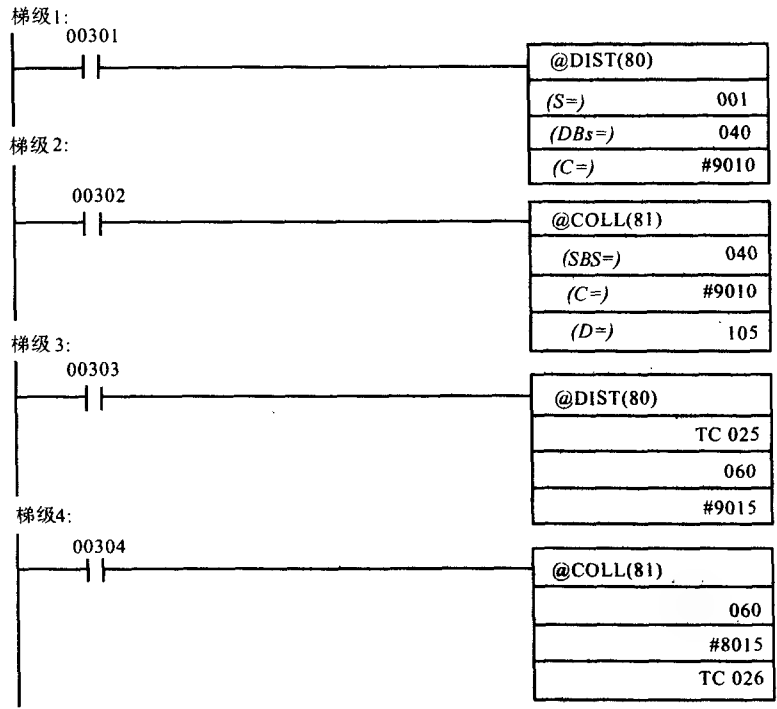 梯级1:
00301
@DIST(80)
(S=) 001
(DBs=) 040
(C=) #9010
梯级2:
00302
@COLL(81)
(SBS=) 040
(C=) #9010
(D=) 105
梯级3:
00303
@DIST(80)
TC 025
060
#9015
梯级4:
00304
@COLL(81)
060
#8015
TC 026